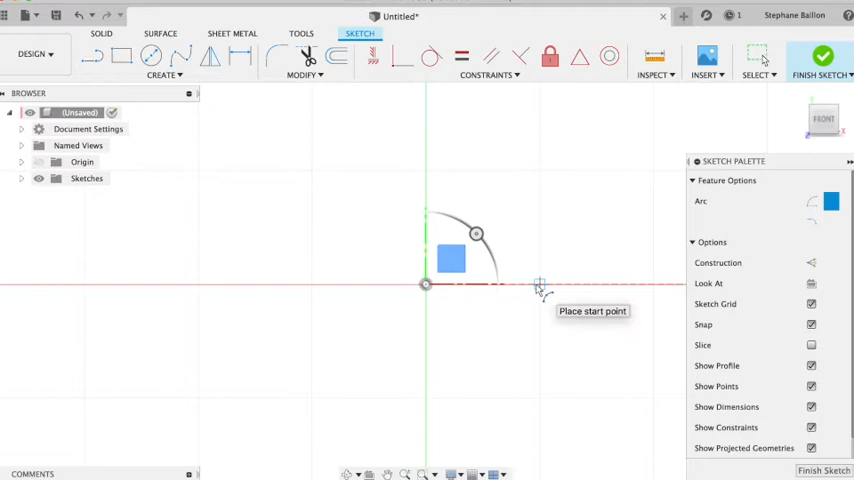 Untitled*
1
Stephane Baillon
DESIGN
SOLID
SURFACE
SHEET METAL
TOOLS
SKETCH
CREATE
MODIFY
CONSTRAINTS
INSPECT
INSERT
SELECT
FINISH SKETCH
BROWSER
(Unsaved)
Document Settings
Named Views
Origin
Sketches
FRONT
X
Place start point
SKETCH PALETTE
Feature Options
Arc
Options
Construction
Look At
Sketch Grid
Snap
Slice
Show Profile
Show Points
Show Dimensions
Show Constraints
Show Projected Geometries
Finish Sketch
COMMENTS